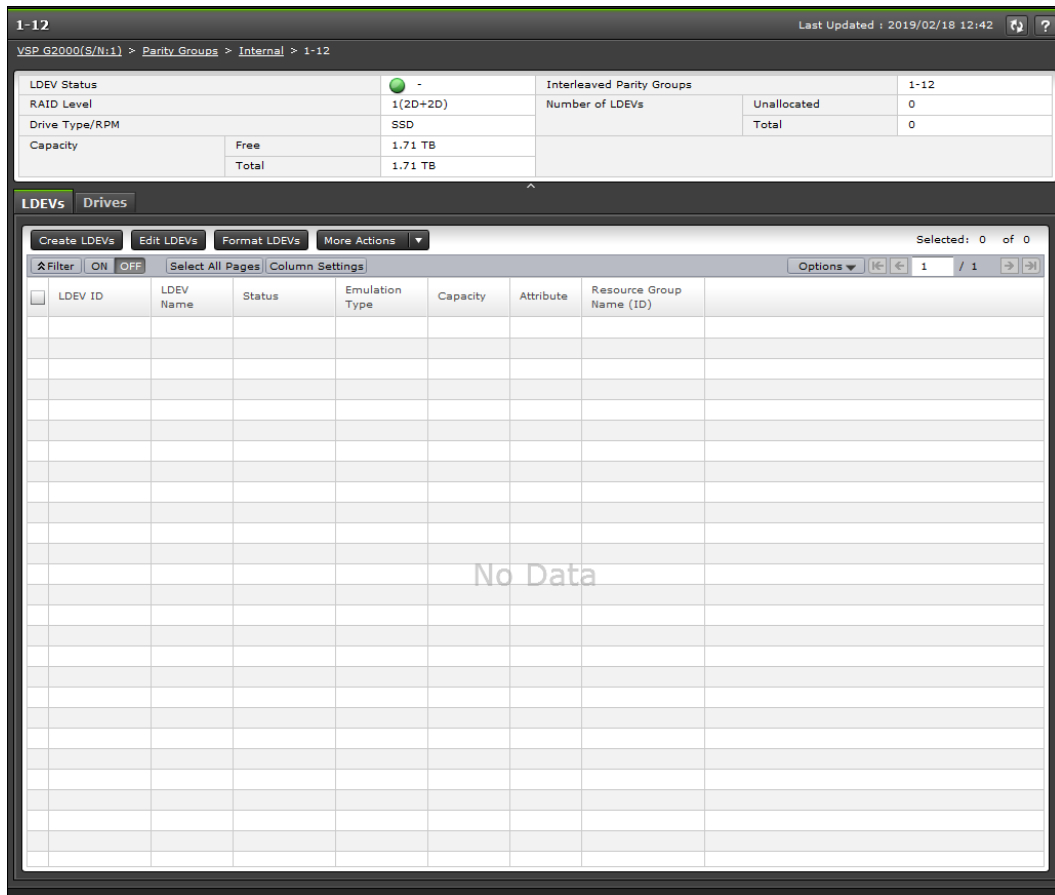 1-12 Last Updated : 2019/02/18 12:42 ?
VSP G2000(S/N:1) > Parity Groups > Internal > 1-12
LDEV Status - Interleaved Parity Groups 1-12
RAID Level 1(2D+2D) Number of LDEVs Unallocated 0
Drive Type/RPM SSD Total 0
Capacity Free 1.71 TB
Total 1.71 TB
LDEVs Drives
Create LDEVs Edit LDEVs Format LDEVs More Actions Selected: 0 of 0
Filter ON OFF Select All Pages Column Settings Options 1 / 1
LDEV ID LDEV Name Status Emulation Type Capacity Attribute Resource Group Name (ID)
No Data